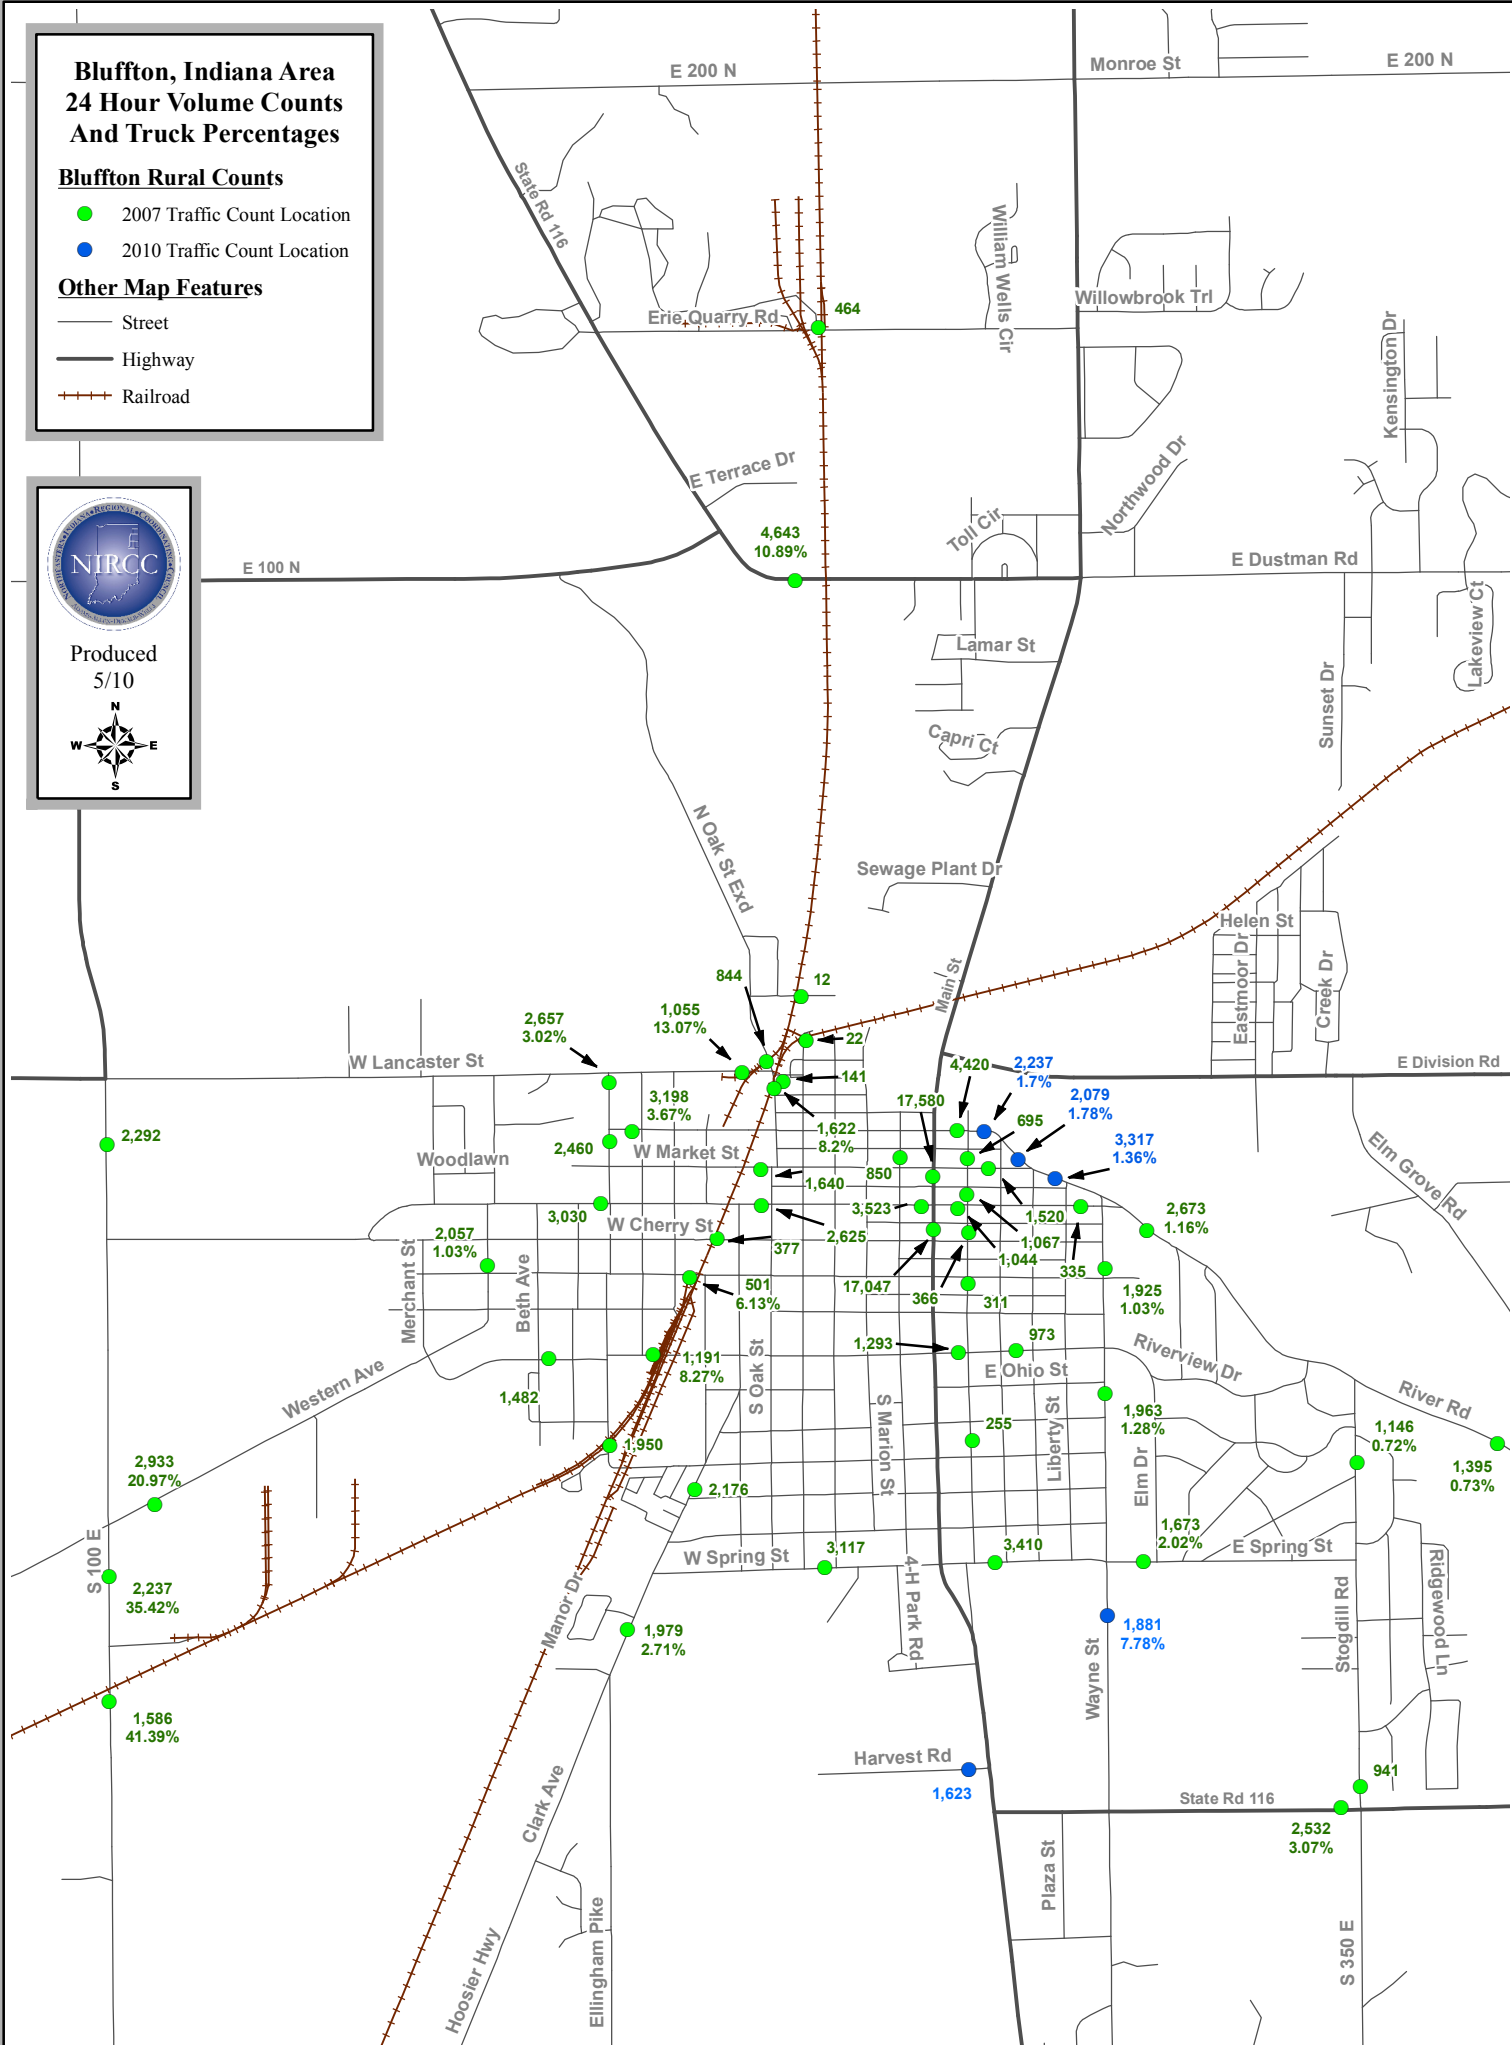 Bluffton, Indiana Area
24 Hour Volume Counts
And Truck Percentages
Bluffton Rural Counts
2007 Traffic Count Location
2010 Traffic Count Location
Other Map Features
Street
Highway
Railroad
NIRCC
Produced
5/10
N
W
E
S
E 200 N
Monroe St
E 200 N
State Rd 116
William Wells Cir
Willowbrook Trl
Erie Quarry Rd
464
Kensington Dr
E Terrace Dr
Northwood Dr
Toll Cir
4,643
10.89%
E 100 N
E Dustman Rd
Lamar St
Lakeview Ct
Sunset Dr
Capri Ct
N Oak St Exd
Sewage Plant Dr
Helen St
Eastmoor Dr
Creek Dr
Main St
844
12
1,055
13.07%
2,657
3.02%
22
W Lancaster St
4,420
2,237
1.7%
E Division Rd
141
3,198
3.67%
17,580
2,079
1.78%
695
1,622
8.2%
2,292
2,460
W Market St
3,317
1.36%
Woodlawn
850
1,640
Elm Grove Rd
3,030
W Cherry St
3,523
1,520
2,673
1.16%
2,057
1.03%
2,625
377
1,067
1,044
335
Merchant St
Beth Ave
501
6.13%
17,047
366
311
1,925
1.03%
1,293
973
E Ohio St
Riverview Dr
1,191
8.27%
S Oak St
Western Ave
1,482
S Marion St
Liberty St
River Rd
1,963
1.28%
255
1,146
0.72%
1,950
2,933
20.97%
1,395
0.73%
Elm Dr
2,176
1,673
2.02%
S 100 E
W Spring St
3,117
3,410
E Spring St
4-H Park Rd
2,237
35.42%
Manor Dr
Stogdill Rd
Ridgewood Ln
1,979
2.71%
1,881
7.78%
Wayne St
1,586
41.39%
Harvest Rd
1,623
941
Clark Ave
State Rd 116
2,532
3.07%
Plaza St
Hoosier Hwy
Ellingham Pike
S 350 E